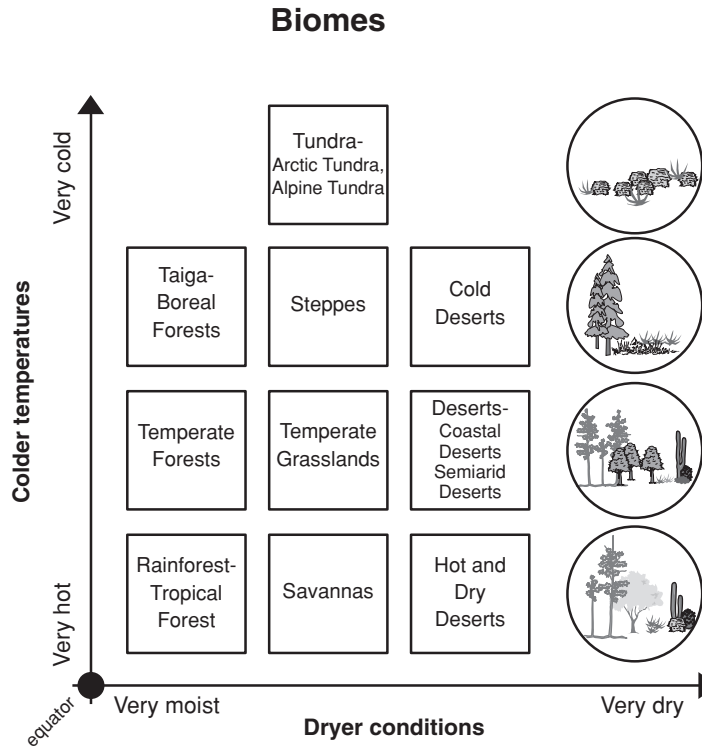 Biomes
Very cold
Colder temperatures
Very hot
Tundra-
Arctic Tundra,
Alpine Tundra
Taiga-
Boreal
Forests
Steppes
Cold
Deserts
Temperate
Forests
Temperate
Grasslands
Deserts-
Coastal
Deserts
Semiarid
Deserts
Rainforest-
Tropical
Forest
Savannas
Hot and
Dry
Deserts
equator
Very moist
Very dry
Dryer conditions